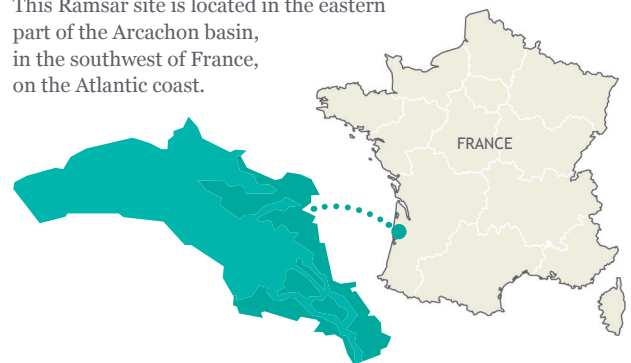 This Ramsar site is located in the eastern
part of the Arcachon basin,
in the southwest of France,
on the Atlantic coast.
FRANCE